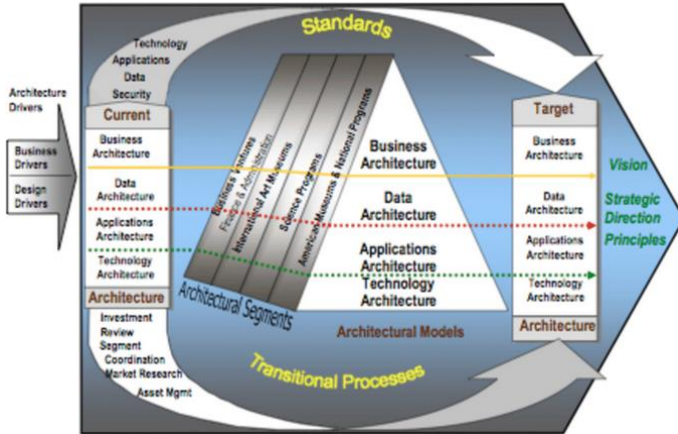 Standards
Technology
Applications
Data
Security
Architecture
Drivers
Business
Drivers
Design
Drivers
Current
Business
Architecture
Data
Architecture
Applications
Architecture
Technology
Architecture
Architecture
Investment
Review
Segment
Coordination
Market Research
Asset Mgmt
Business Ventures
Finance & Administration
International Art Museums
Science Programs
American Museums & National Programs
Architectural Segments
Business
Architecture
Data
Architecture
Applications
Architecture
Technology
Architecture
Architectural Models
Transitional Processes
Target
Business
Architecture
Data
Architecture
Applications
Architecture
Technology
Architecture
Architecture
Vision
Strategic
Direction
Principles